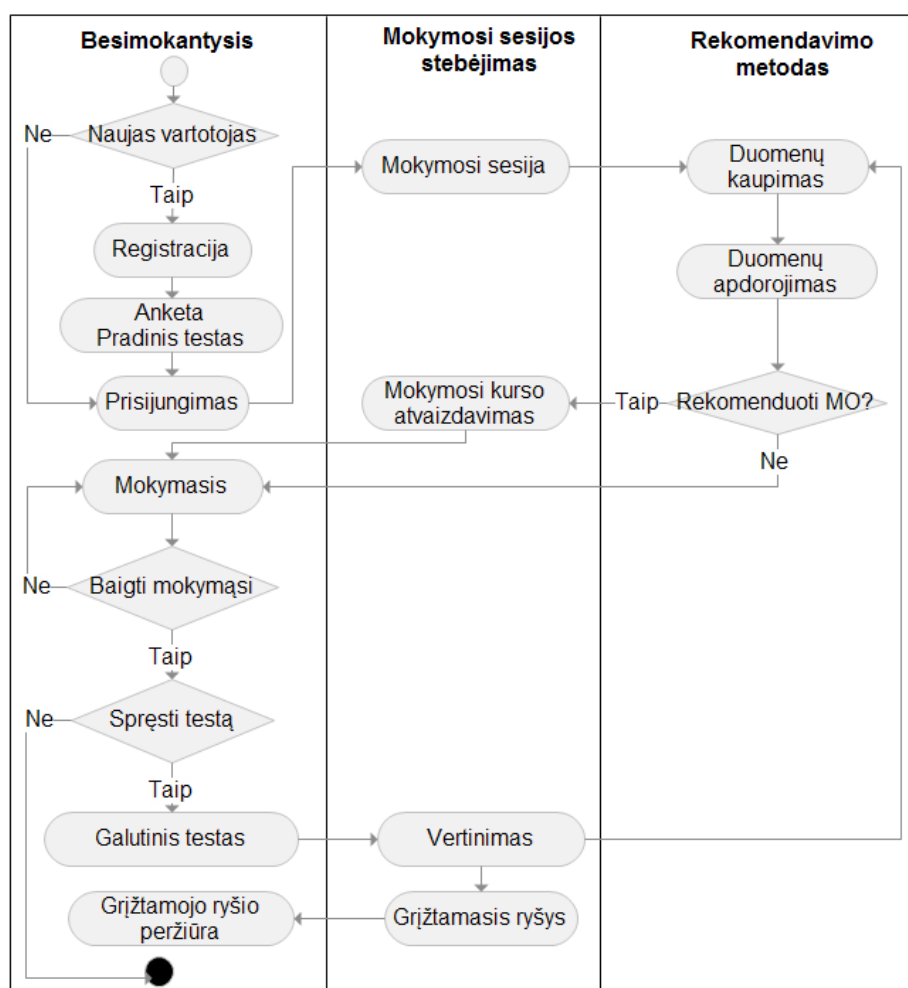 Besimokantysis
Mokymosi sesijos
stebėjimas
Rekomendavimo
metodas
Ne
Naujas vartotojas
Taip
Mokymosi sesija
Duomenų
kaupimas
Registracija
Duomenų
apdorojimas
Anketa
Pradinis testas
Prisijungimas
Mokymosi kurso
atvaizdavimas
Taip
Rekomenduoti MO?
Ne
Mokymasis
Ne
Baigti mokymąsi
Taip
Ne
Spręsti testą
Taip
Galutinis testas
Vertinimas
Grįžtamojo ryšio
peržiūra
Grįžtamasis ryšys